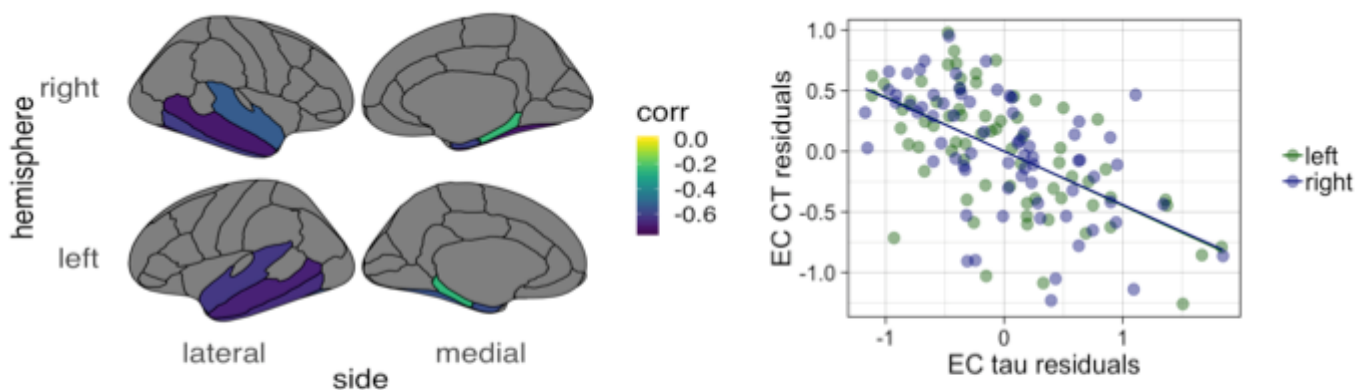 hemisphere
right
left
lateral
medial
side
corr
0.0
-0.2
-0.4
-0.6
EC CT residuals
1.0
0.5
0.0
-0.5
-1.0
-1
0
1
EC tau residuals
left
right